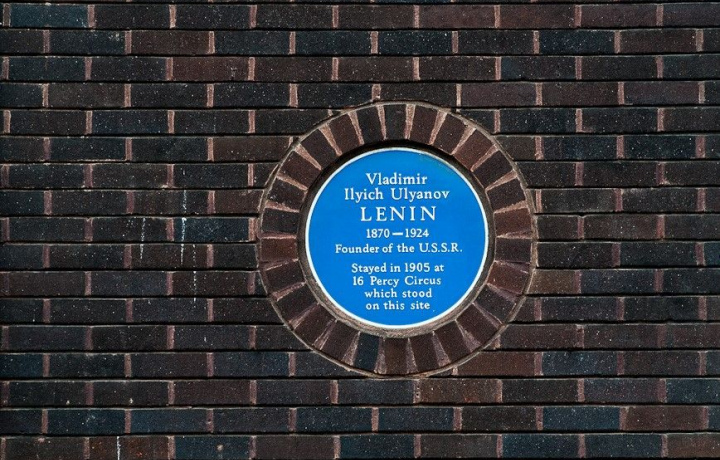 Vladimir
Ilyich Ulyanov
LENIN
1870—1924
Founder of the U.S.S.R.
Stayed in 1905 at
16 Percy Circus
which stood
on this site